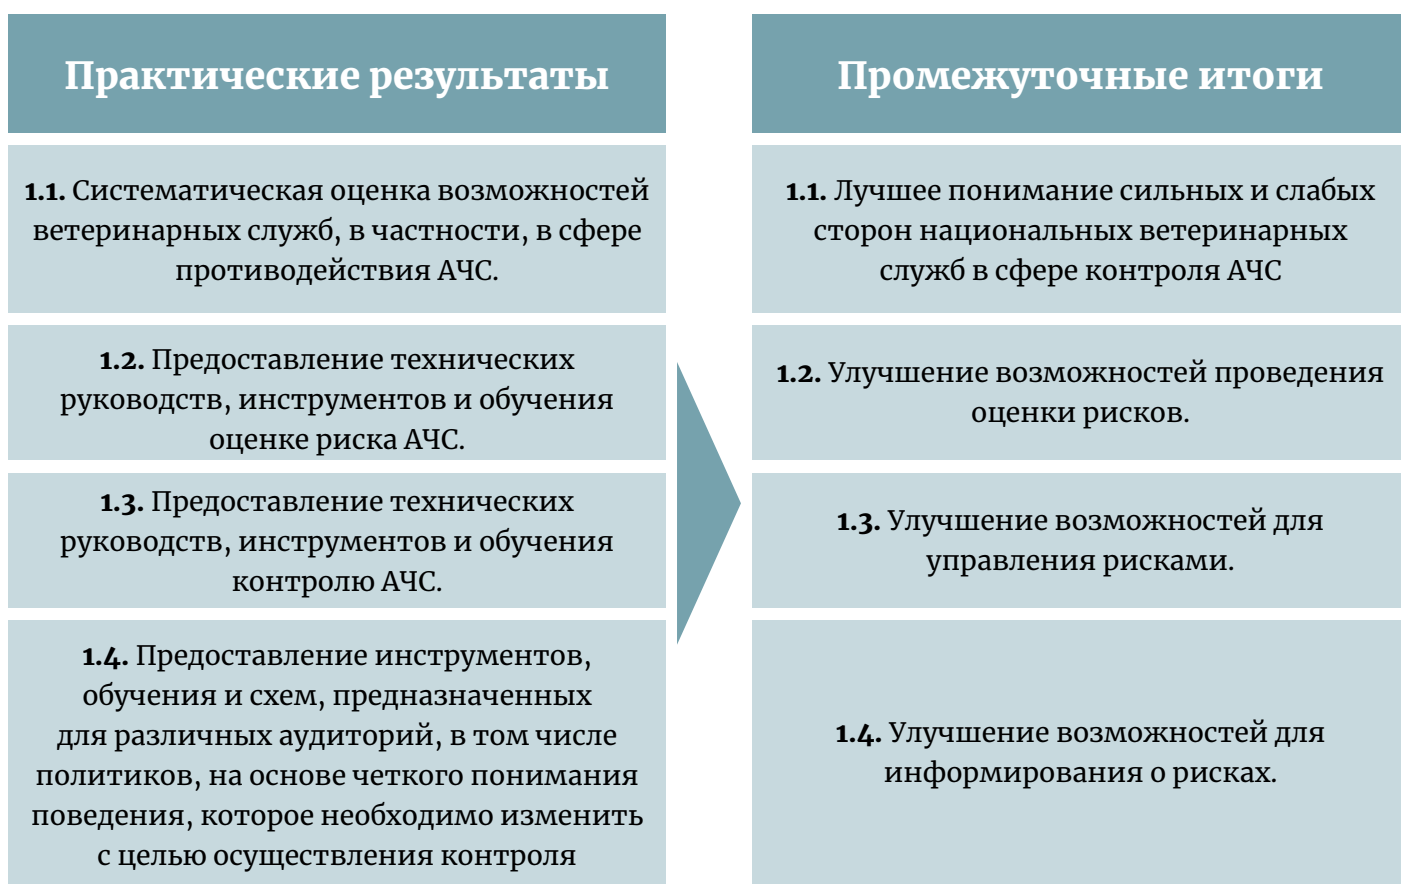 Практические результаты
1.1. Систематическая оценка возможностей
ветеринарных служб, в частности, в сфере
противодействия АЧС.
1.2. Предоставление технических
руководств, инструментов и обучения
оценке риска АЧС.
1.3. Предоставление технических
руководств, инструментов и обучения
контролю АЧС.
1.4. Предоставление инструментов,
обучения и схем, предназначенных
для различных аудиторий, в том числе
политиков, на основе четкого понимания
поведения, которое необходимо изменить
с целью осуществления контроля
Промежуточные итоги
1.1. Лучшее понимание сильных и слабых
сторон национальных ветеринарных
служб в сфере контроля АЧС
1.2. Улучшение возможностей проведения
оценки рисков.
1.3. Улучшение возможностей для
управления рисками.
1.4. Улучшение возможностей для
информирования о рисках.